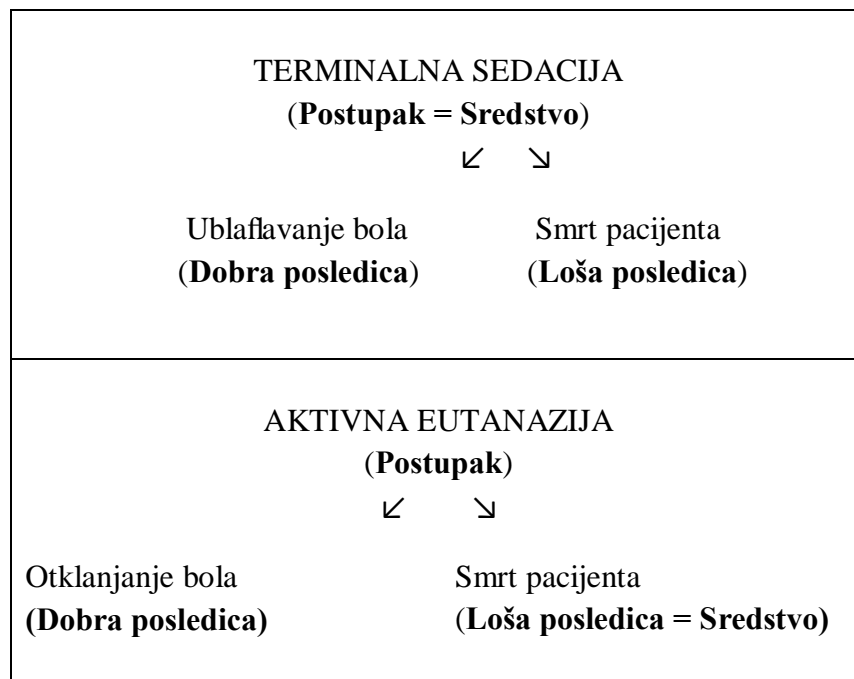 TERMINALNA SEDACIJA
(Postupak = Sredstvo)
↙ ↘
Ublaflavanje bola Smrt pacijenta
(Dobra posledica) (Loša posledica)
AKTIVNA EUTANAZIJA
(Postupak)
↙ ↘
Otklanjanje bola Smrt pacijenta
(Dobra posledica) (Loša posledica = Sredstvo)